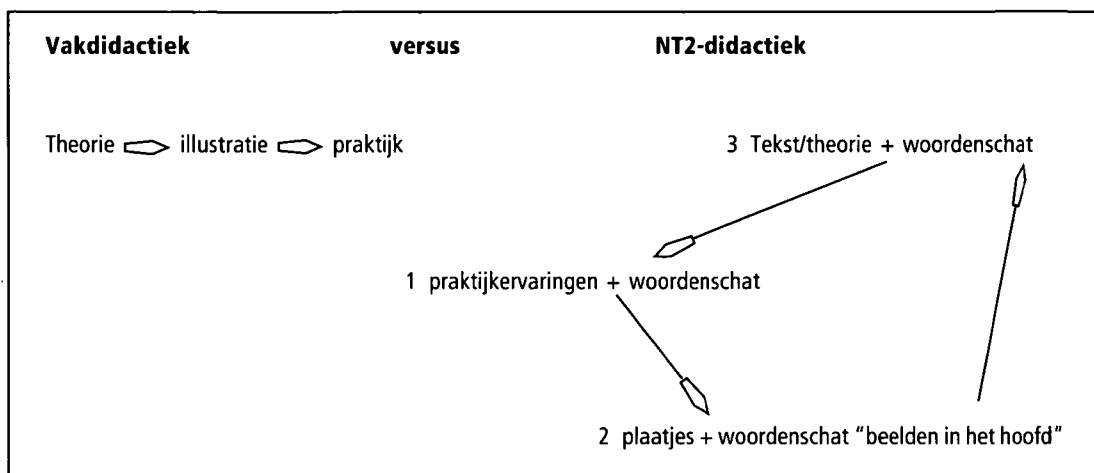 Vakdidactiek versus NT2-didactiek
Theorie illustratie praktijk 3 Tekst/theorie + woordenschat
1 praktijkervaringen + woordenschat
2 plaatjes + woordenschat "beelden in het hoofd"